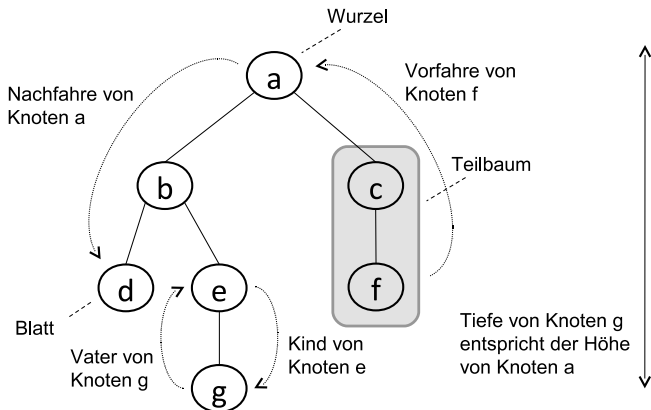 Wurzel
a
Nachfahre von
Knoten a
Vorfahre von
Knoten f
Teilbaum
b
c
d
e
f
Blatt
Vater von
Knoten g
Kind von
Knoten e
g
Tiefe von Knoten g
entspricht der Höhe
von Knoten a